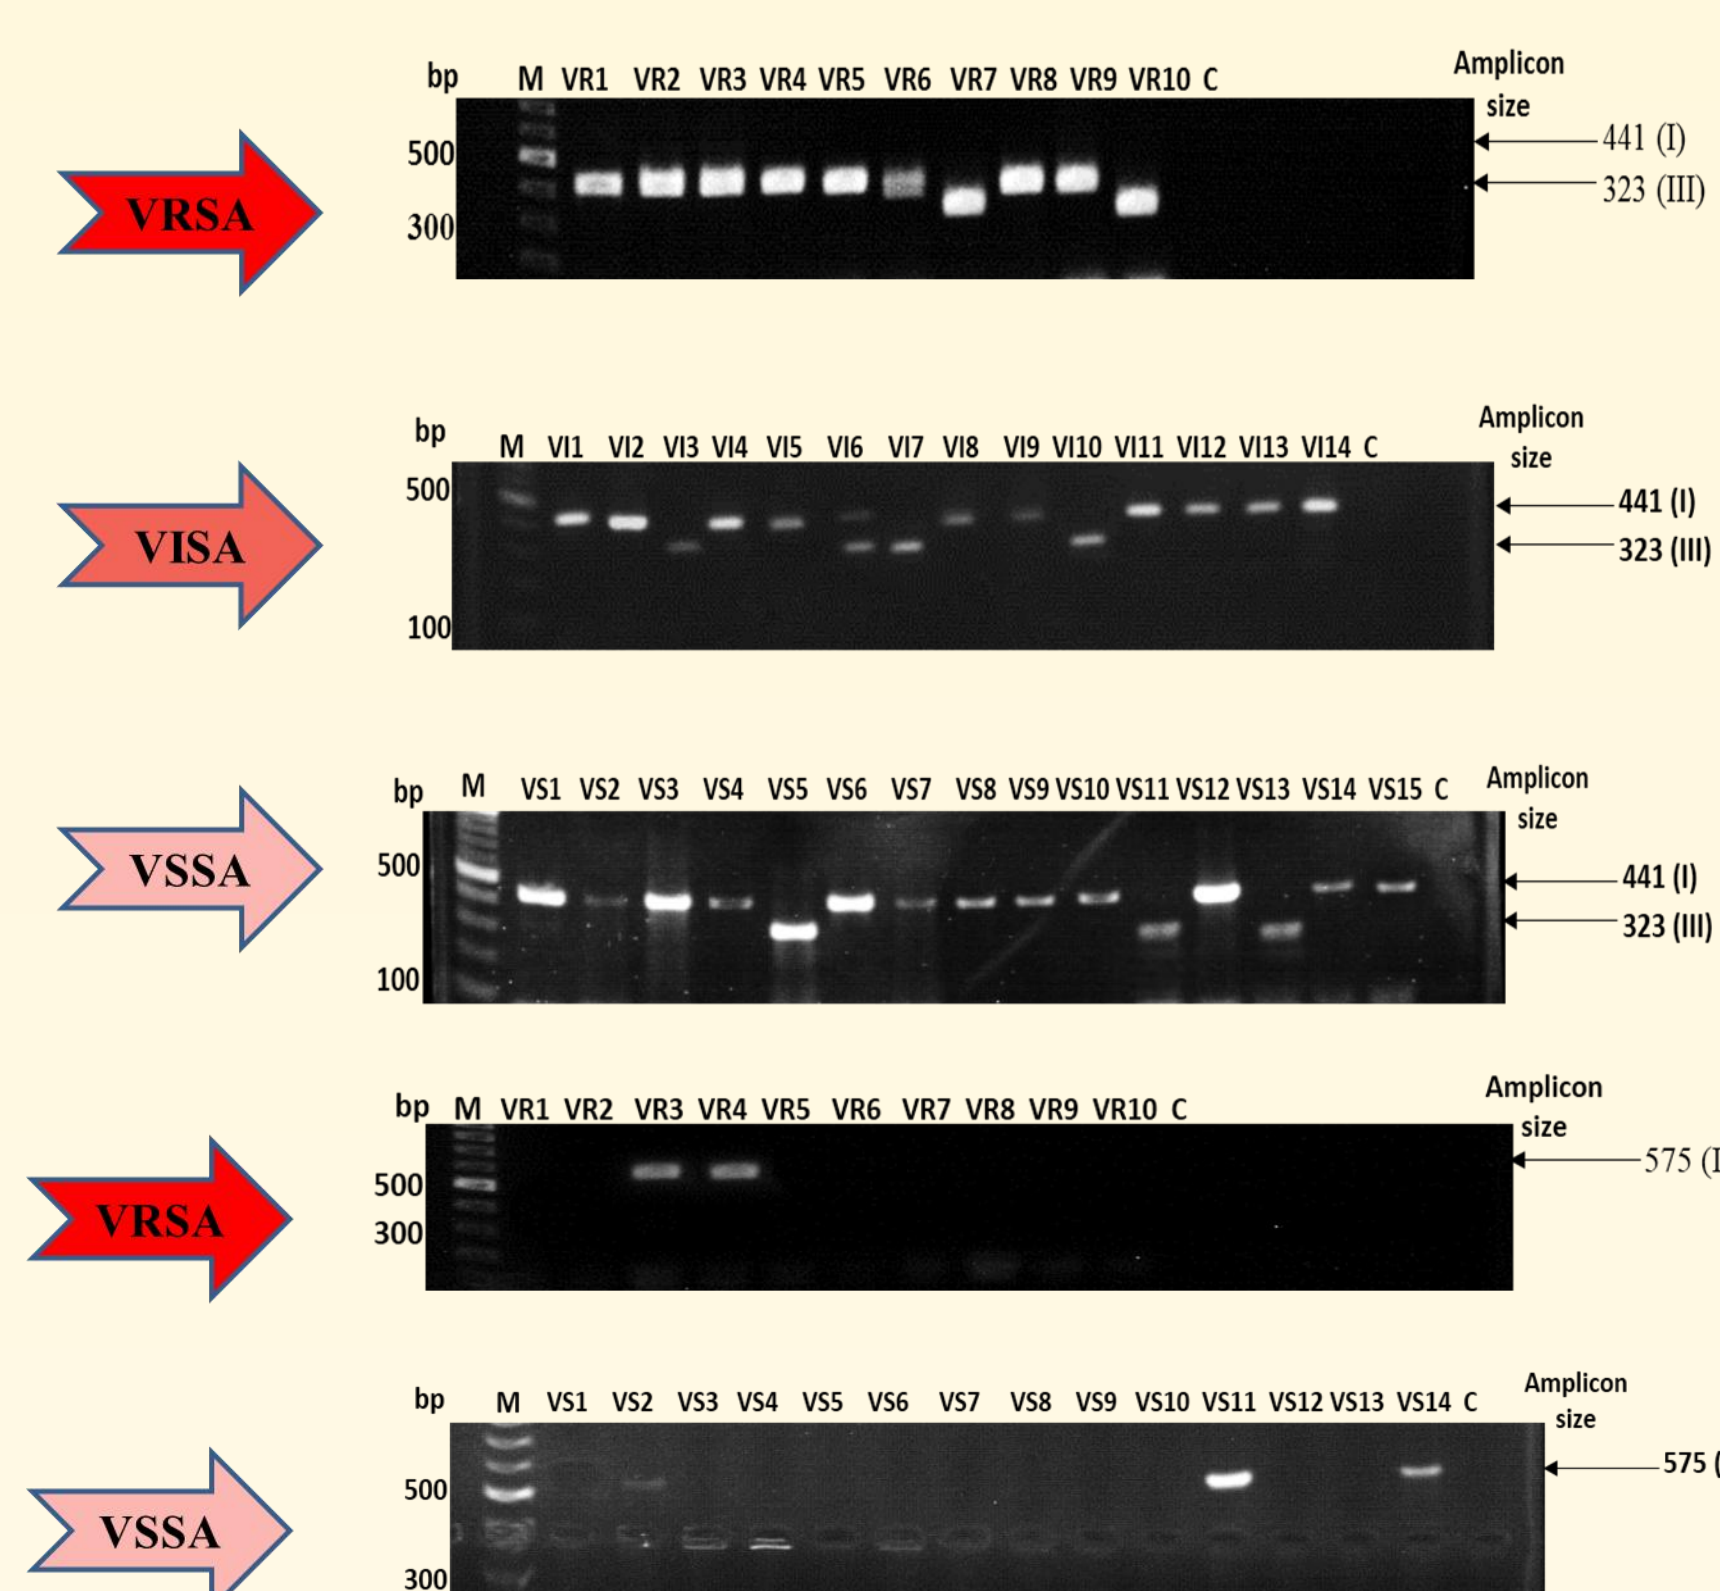 Amplicon
size
bp M VR1 VR2 VR3 VR4 VR5 VR6 VR7 VR8 VR9 VR10 C
500
300
441 (I)
323 (III)
VRSA
Amplicon
size
bp M VI1 VI2 VI3 VI4 VI5 VI6 VI7 VI8 VI9 VI10 VI11 VI12 VI13 VI14 C
500
100
441 (I)
323 (III)
VISA
Amplicon
size
bp M VS1 VS2 VS3 VS4 VS5 VS6 VS7 VS8 VS9 VS10 VS11 VS12 VS13 VS14 VS15 C
500
100
441 (I)
323 (III)
VSSA
Amplicon
size
bp M VR1 VR2 VR3 VR4 VR5 VR6 VR7 VR8 VR9 VR10 C
500
300
575
VRSA
Amplicon
size
bp M VS1 VS2 VS3 VS4 VS5 VS6 VS7 VS8 VS9 VS10 VS11 VS12 VS13 VS14 C
500
300
575
VSSA